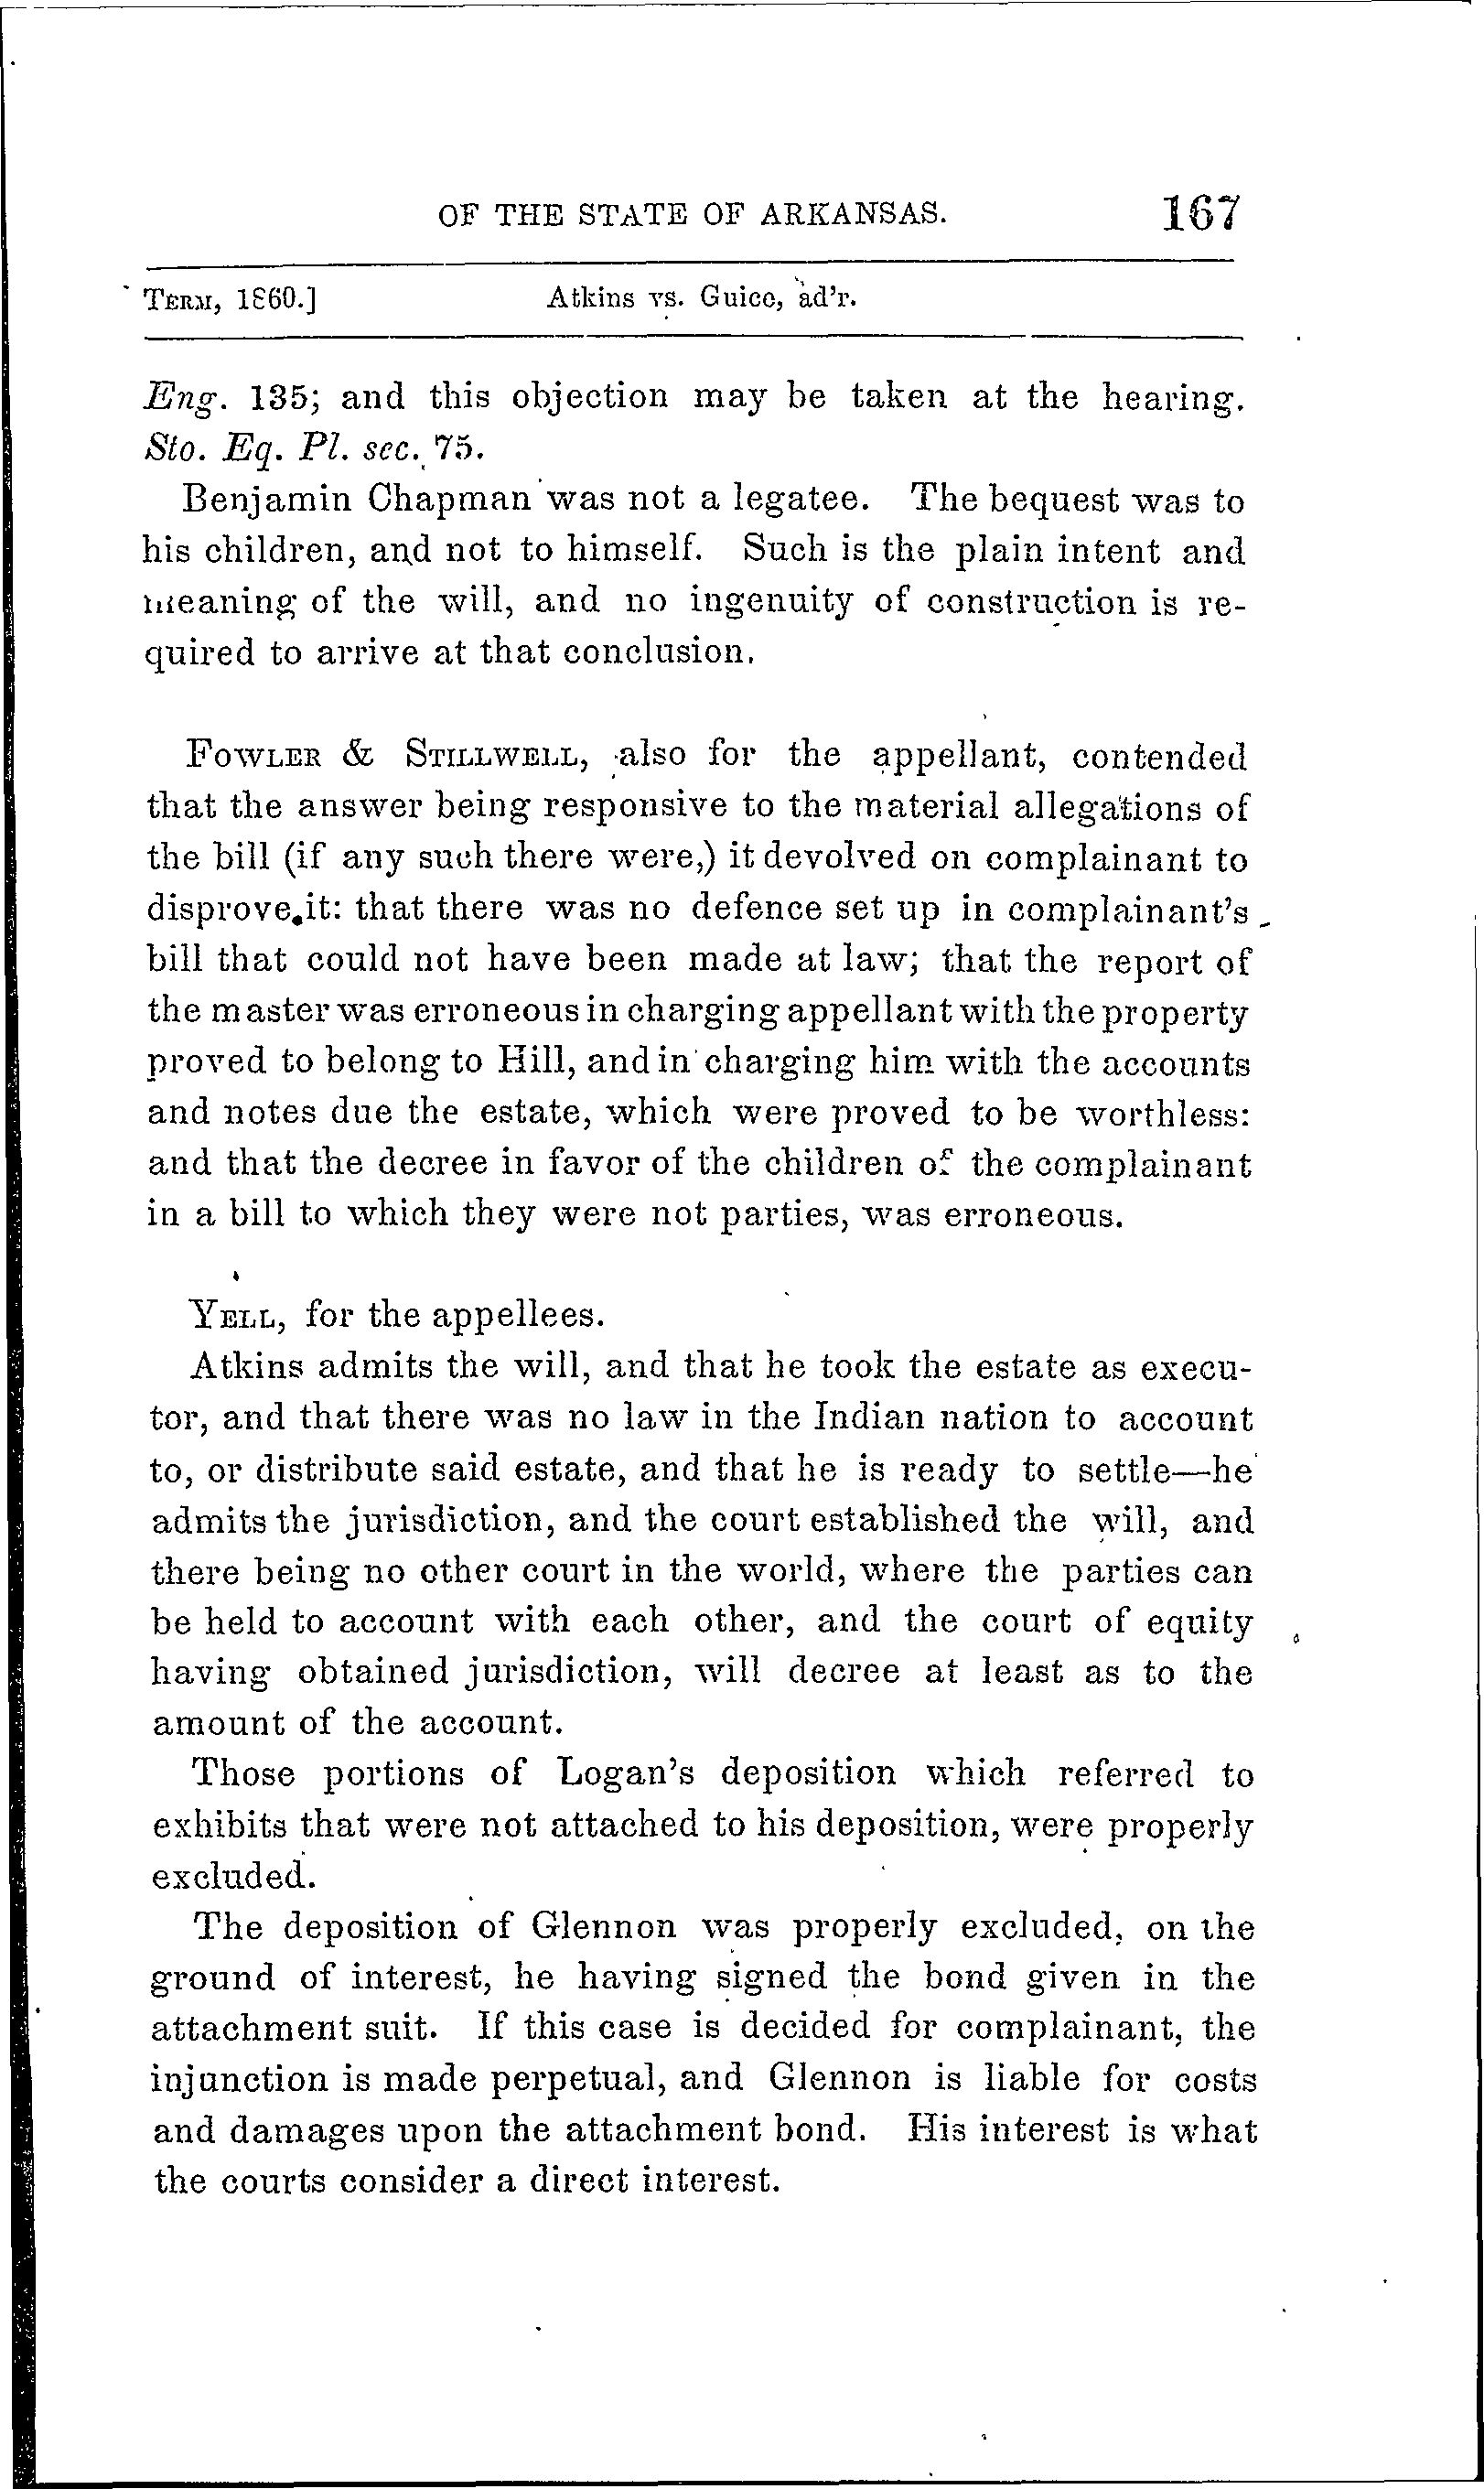 OF THE STATE OF ARKANSAS. 167
TERM, 1860.] Atkins vs. Guico, ad'r.
Eng. 135; and this objection may be taken at the hearing.
Sto. Eq. Pl. sec. 75.
Benjamin Chapman was not a legatee. The bequest was to
his children, and not to himself. Such is the plain intent and
meaning of the will, and no ingenuity of construction is re-
quired to arrive at that conclusion.
FOWLER & STILLWELL, also for the appellant, contended
that the answer being responsive to the material allegations of
the bill (if any such there were,) it devolved on complainant to
disprove it: that there was no defence set up in complainant's
bill that could not have been made at law; that the report of
the master was erroneous in charging appellant with the property
proved to belong to Hill, and in charging him with the accounts
and notes due the estate, which were proved to be worthless:
and that the decree in favor of the children of the complainant
in a bill to which they were not parties, was erroneous.
YELL, for the appellees.
Atkins admits the will, and that he took the estate as execu-
tor, and that there was no law in the Indian nation to account
to, or distribute said estate, and that he is ready to settle—he
admits the jurisdiction, and the court established the will, and
there being no other court in the world, where the parties can
be held to account with each other, and the court of equity
having obtained jurisdiction, will decree at least as to the
amount of the account.
Those portions of Logan's deposition which referred to
exhibits that were not attached to his deposition, were properly
excluded.
The deposition of Glennon was properly excluded, on the
ground of interest, he having signed the bond given in the
attachment suit. If this case is decided for complainant, the
injunction is made perpetual, and Glennon is liable for costs
and damages upon the attachment bond. His interest is what
the courts consider a direct interest.